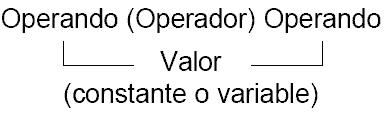 Operando (Operador) Operando
Valor
(constante o variable)